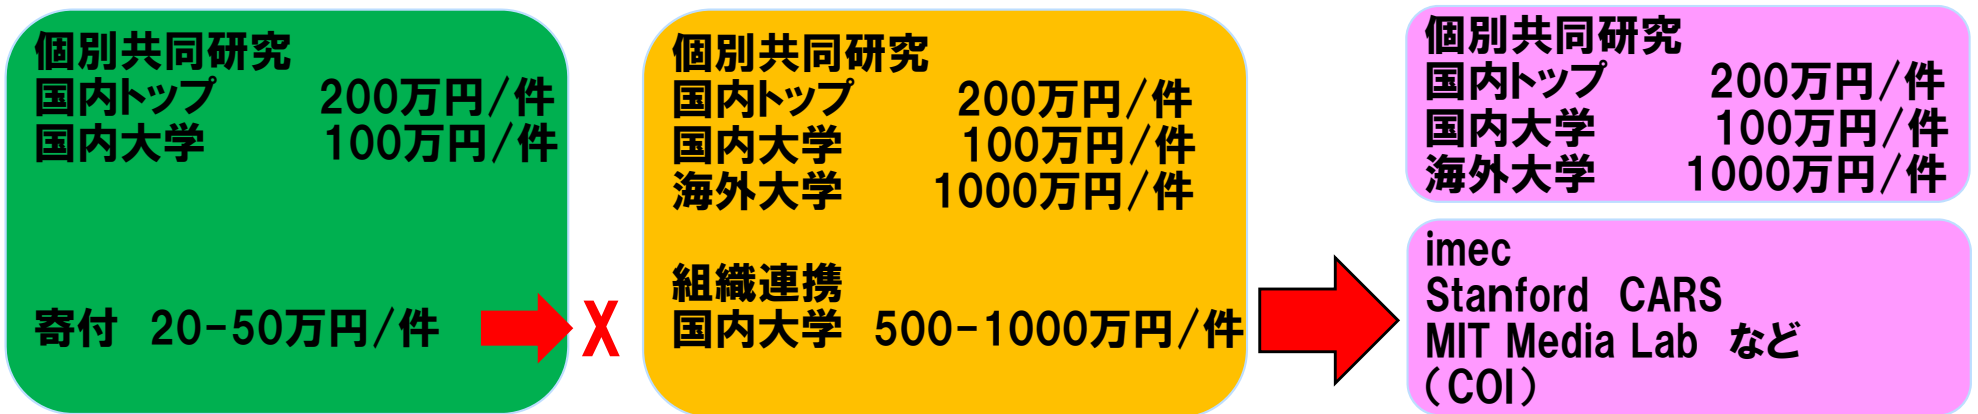 個別共同研究
国内トップ 200万円/件
国内大学 100万円/件
寄付 20-50万円/件
X
個別共同研究
国内トップ 200万円/件
国内大学 100万円/件
海外大学 1000万円/件
組織連携
国内大学 500-1000万円/件
個別共同研究
国内トップ 200万円/件
国内大学 100万円/件
海外大学 1000万円/件
imec
Stanford CARS
MIT Media Lab など
(COI)